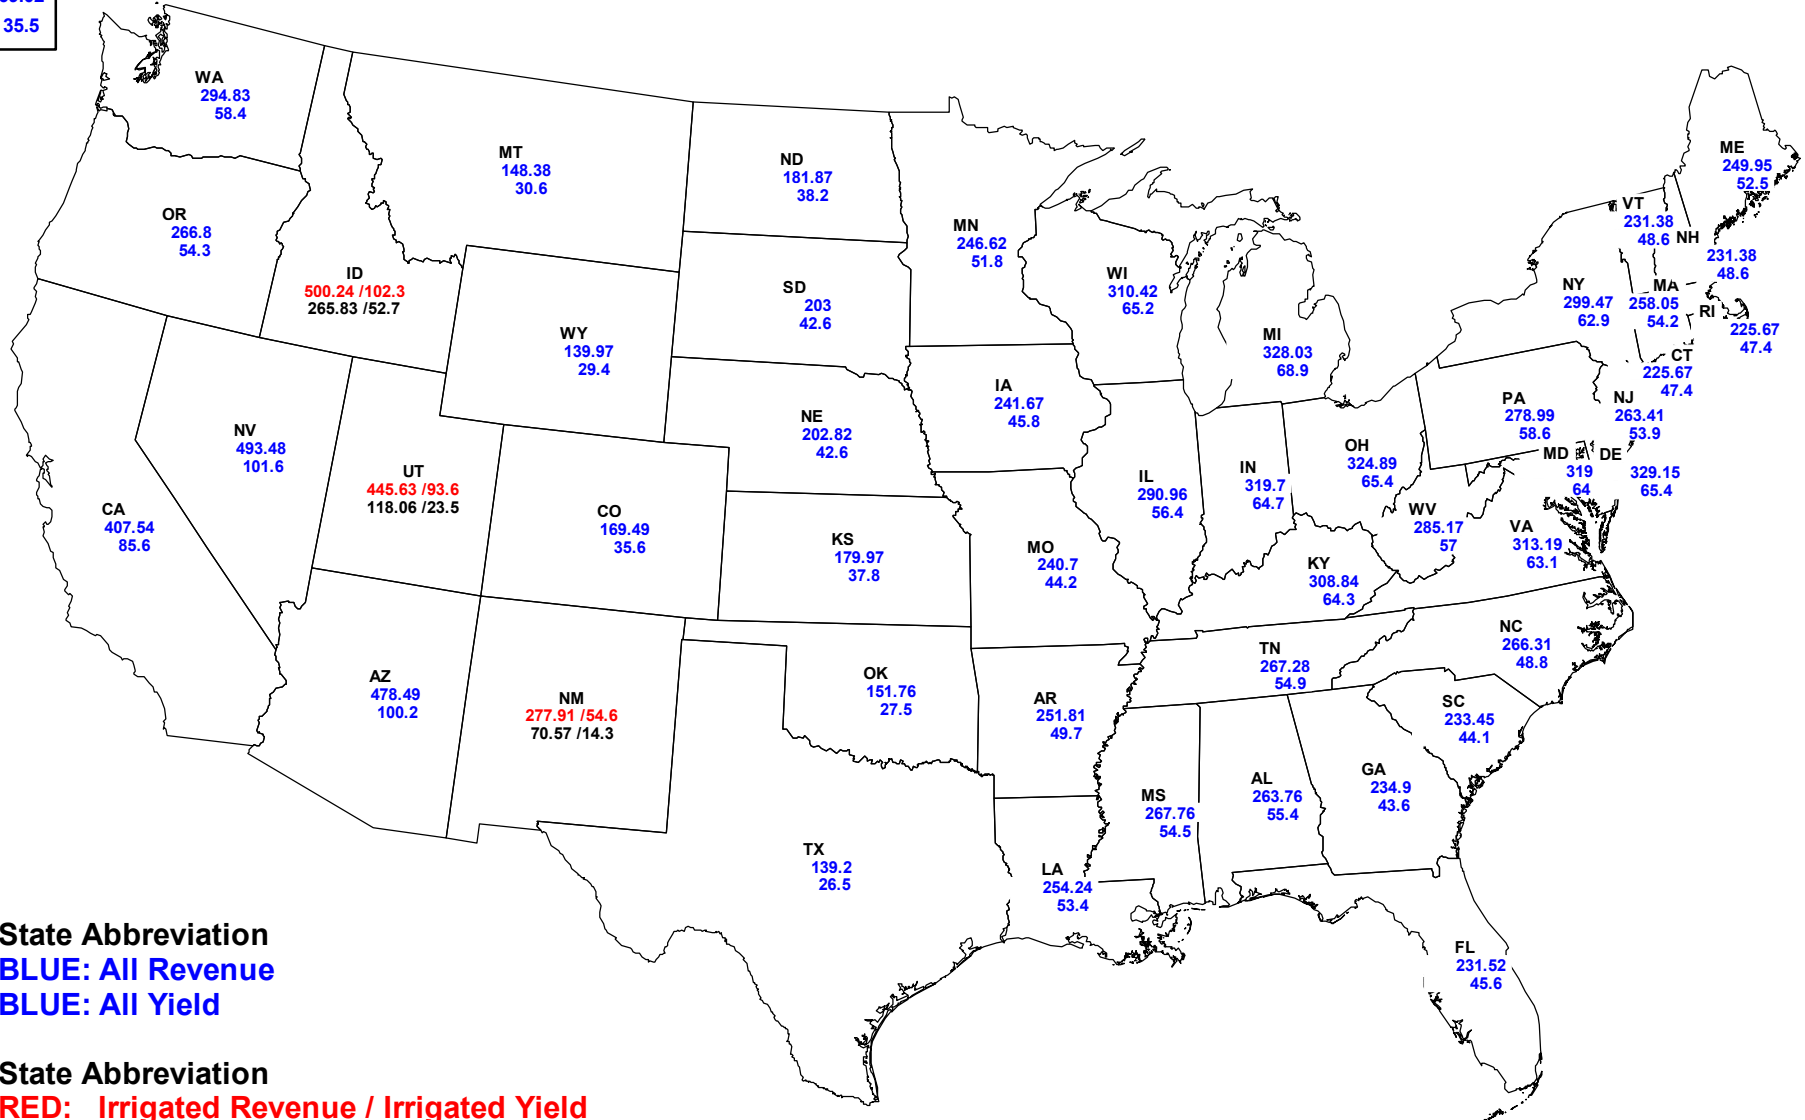 35.5
WA
294.83
58.4
MT
148.38
30.6
ND
181.87
38.2
MN
246.62
51.8
WI
310.42
65.2
MI
328.03
68.9
ME
249.95
52.5
VT
231.38
48.6
NH
231.38
48.6
NY
299.47
62.9
MA
258.05
54.2
RI
225.67
47.4
CT
225.67
47.4
OR
266.8
54.3
ID
500.24 /102.3
265.83 /52.7
WY
139.97
29.4
SD
203
42.6
IA
241.67
45.8
NE
202.82
42.6
PA
278.99
58.6
NJ
263.41
53.9
MD
319
64
DE
329.15
65.4
OH
324.89
65.4
IN
319.7
64.7
IL
290.96
56.4
NV
493.48
101.6
UT
445.63 /93.6
118.06 /23.5
CA
407.54
85.6
CO
169.49
35.6
KS
179.97
37.8
MO
240.7
44.2
KY
308.84
64.3
WV
285.17
57
VA
313.19
63.1
NC
266.31
48.8
TN
267.28
54.9
SC
233.45
44.1
AZ
478.49
100.2
NM
277.91 /54.6
70.57 /14.3
OK
151.76
27.5
AR
251.81
49.7
MS
267.76
54.5
AL
263.76
55.4
GA
234.9
43.6
TX
139.2
26.5
LA
254.24
53.4
FL
231.52
45.6
State Abbreviation
BLUE: All Revenue
BLUE: All Yield
State Abbreviation
RED: Irrigated Revenue / Irrigated Yield